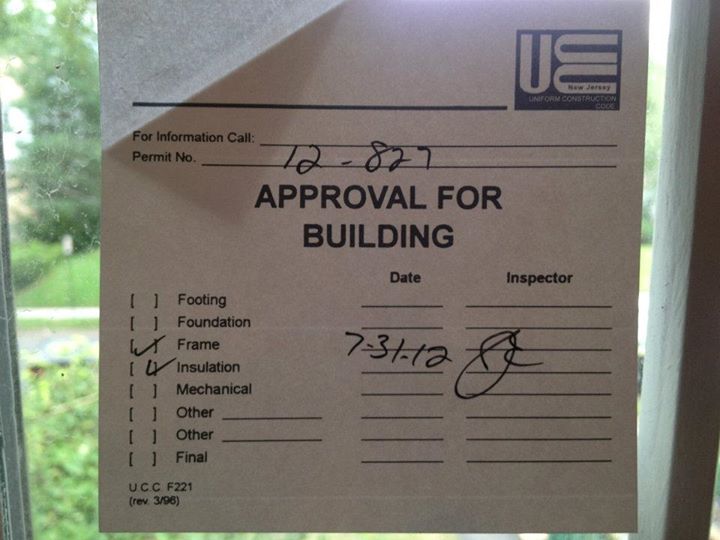 UCC
New Jersey
UNIFORM CONSTRUCTION
CODE
For Information Call:
Permit No. 12-827
APPROVAL FOR
BUILDING
Date Inspector
[ ] Footing
[ ] Foundation
[✓] Frame 7-31-12
[✓] Insulation
[ ] Mechanical
[ ] Other
[ ] Other
[ ] Final
U.C.C. F221
(rev. 3/96)